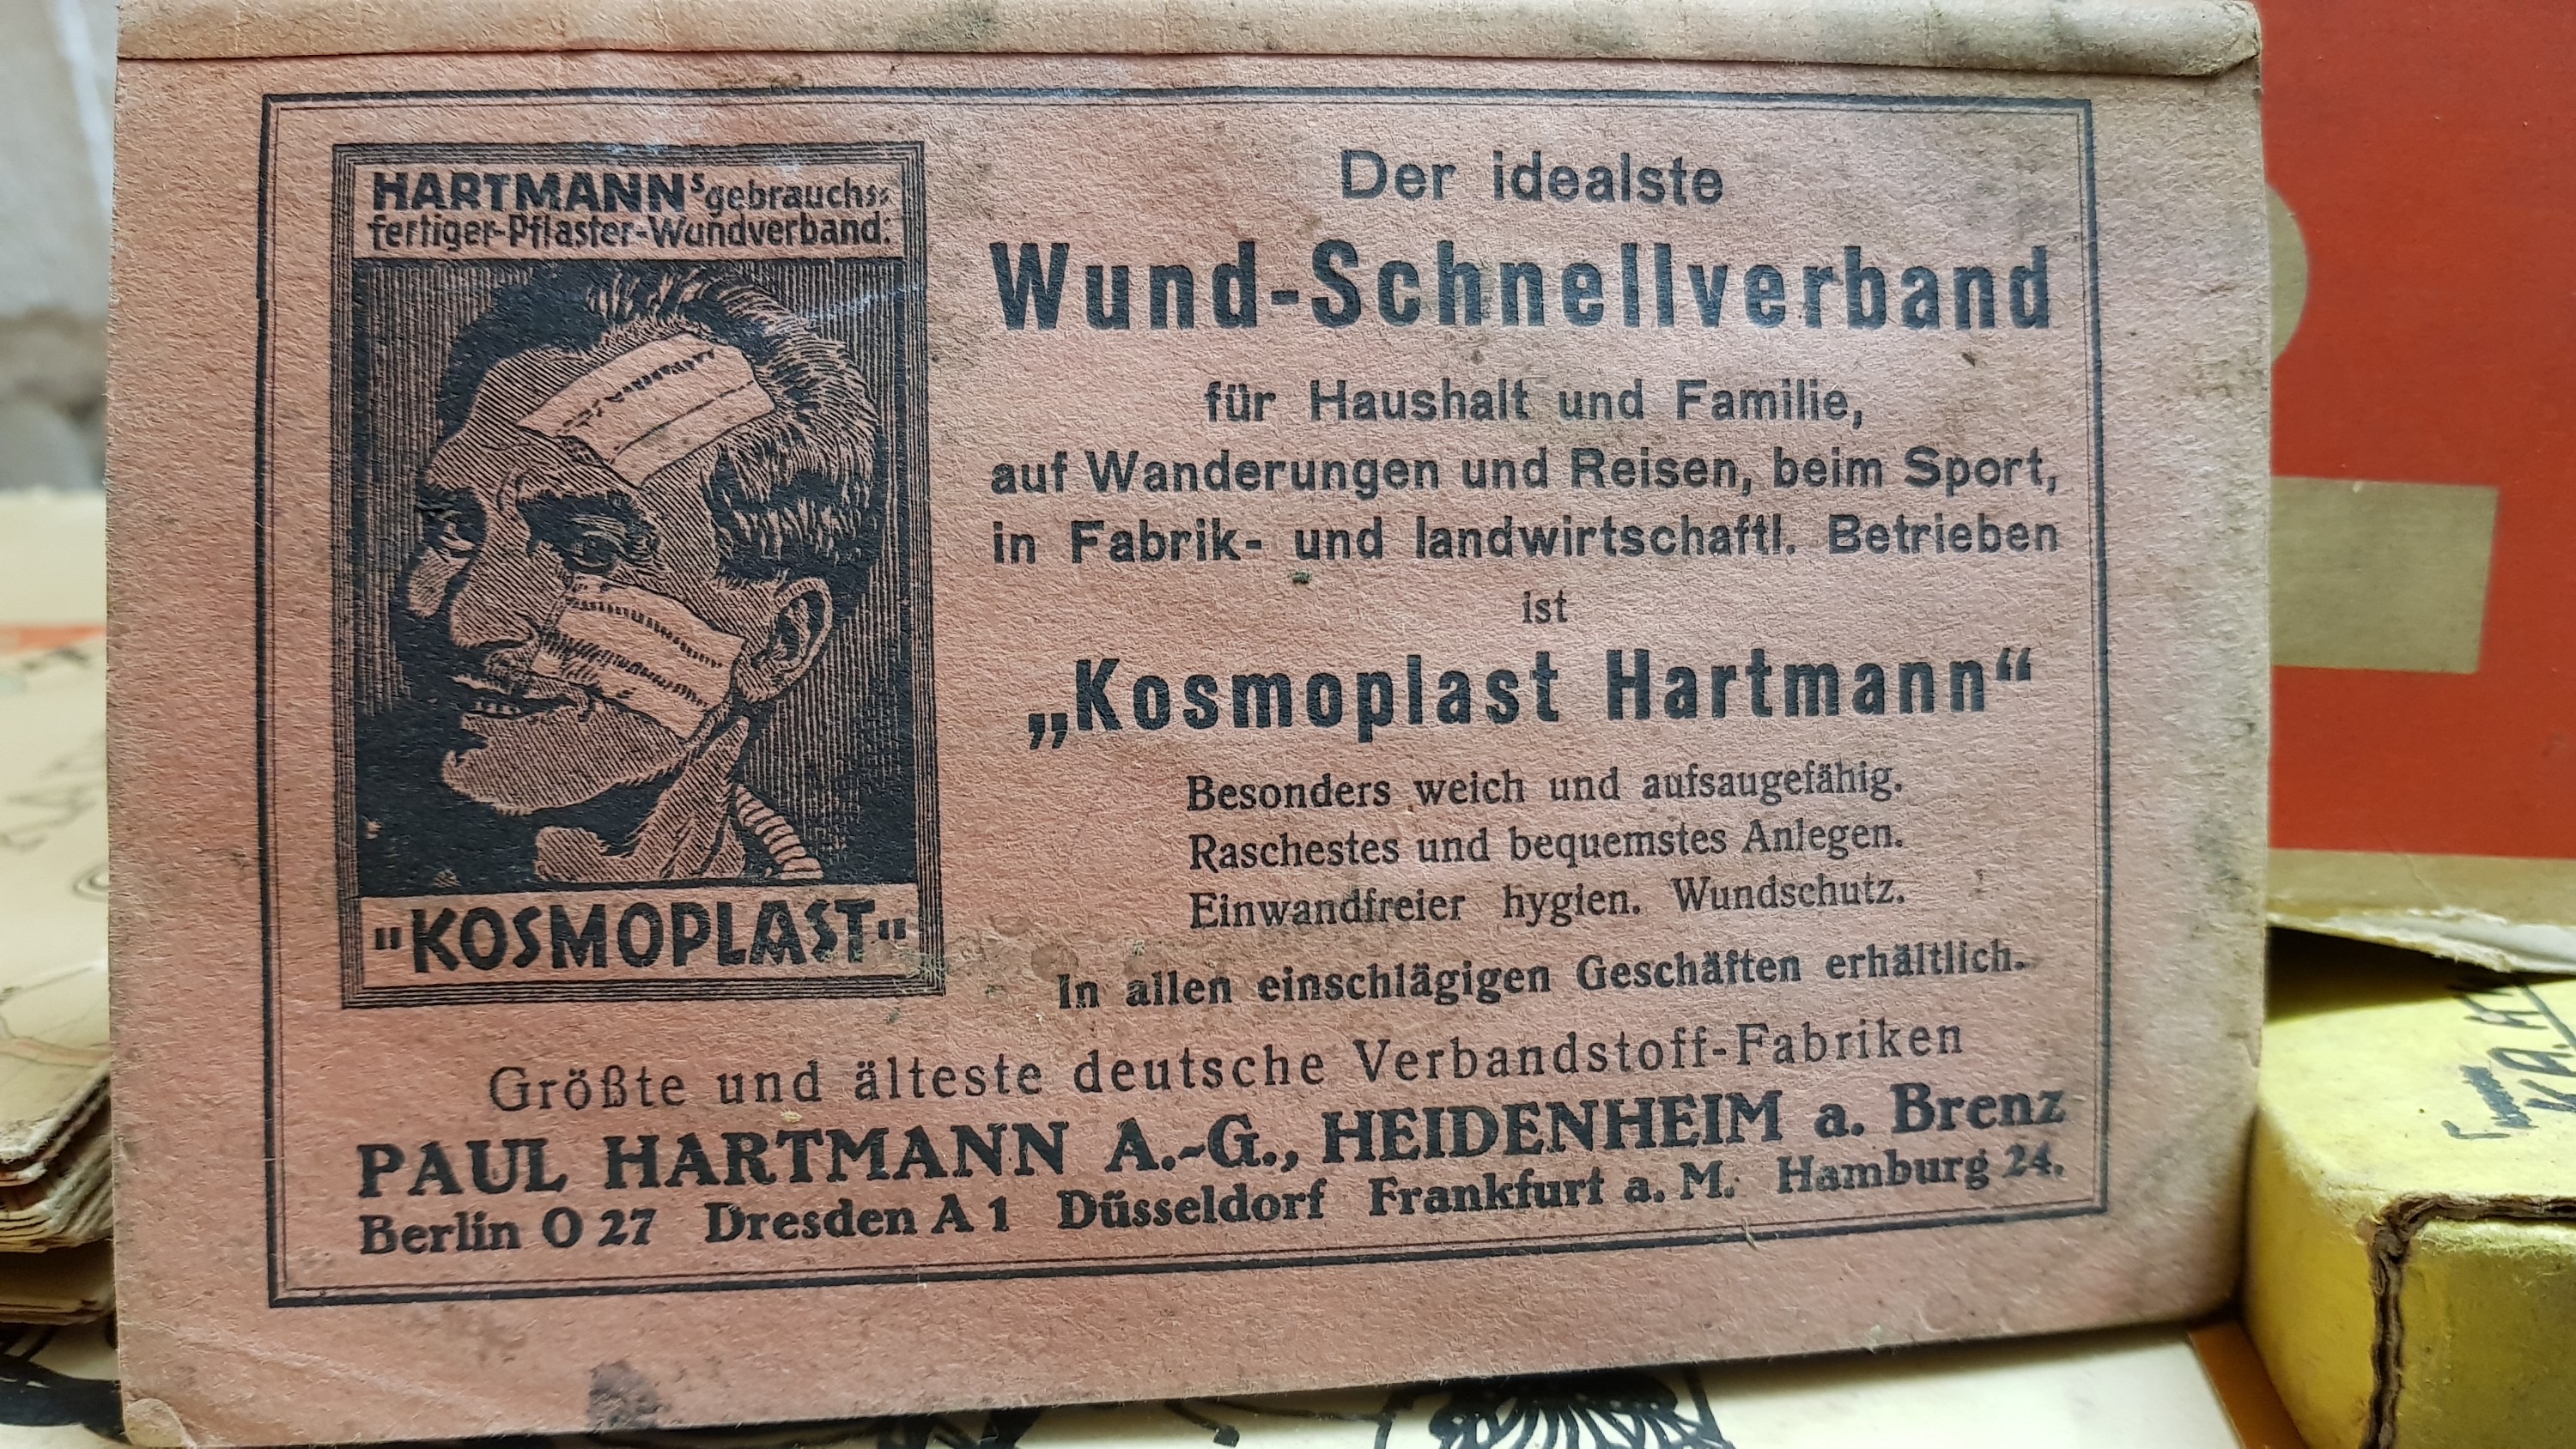 HARTMANNs gebrauchs=
fertiger-Pflaster-Wundverband:
"KOSMOPLAST"
Der idealste
Wund-Schnellverband
für Haushalt und Familie,
auf Wanderungen und Reisen, beim Sport,
in Fabrik- und landwirtschaftl. Betrieben
ist
„Kosmoplast Hartmann“
Besonders weich und aufsaugefähig.
Raschestes und bequemstes Anlegen.
Einwandfreier hygien. Wundschutz.
In allen einschlägigen Geschäften erhältlich.
Größte und älteste deutsche Verbandstoff-Fabriken
PAUL HARTMANN A.-G., HEIDENHEIM a. Brenz
Berlin O 27 Dresden A 1 Düsseldorf Frankfurt a. M. Hamburg 24.